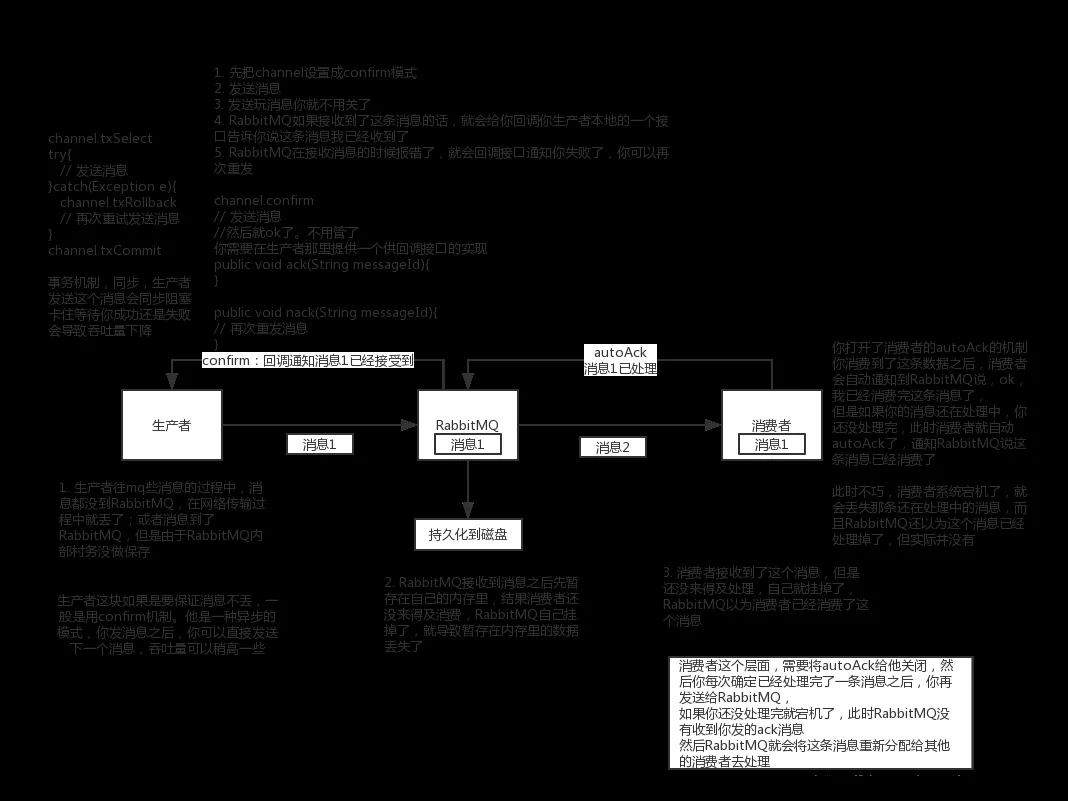 1. 先把channel设置成confirm模式
2. 发送消息
3. 发送玩消息你就不用关了
4. RabbitMQ如果接收到了这条消息的话，就会给你回调你生产者本地的一个接
口告诉你说这条消息我已经收到了
5. RabbitMQ在接收消息的时候报错了，就会回调接口通知你失败了，你可以再
次重发
channel.txSelect
try{
// 发送消息
}catch(Exception e){
channel.txRollback
// 再次重试发送消息
}
channel.txCommit
事务机制，同步，生产者
发送这个消息会同步阻塞
卡住等待你成功还是失败
会导致吞吐量下降
channel.confirm
// 发送消息
//然后就ok了。不用管了
你需要在生产者那里提供一个供回调接口的实现
public void ack(String messageId){
}
public void nack(String messageId){
// 再次重发消息
}
confirm：回调通知消息1已经接受到
autoAck
消息1已处理
你打开了消费者的autoAck的机制
你消费到了这条数据之后，消费者
会自动通知到RabbitMQ说，ok，
我已经消费完这条消息了，
但是如果你的消息还在处理中，你
还没处理完，此时消费者就自动
autoAck了，通知RabbitMQ说这
条消息已经消费了
此时不巧，消费者系统宕机了，就
会丢失那条还在处理中的消息，而
且RabbitMQ还以为这个消息已经
处理掉了，但实际并没有
生产者
消息1
RabbitMQ
消息1
消息2
消费者
消息1
持久化到磁盘
1. 生产者往mq些消息的过程中，消
息都没到RabbitMQ，在网络传输过
程中就丢了；或者消息到了
RabbitMQ，但是由于RabbitMQ内
部村务没做保存
生产者这块如果是要保证消息不丢，一
般是用confirm机制。他是一种异步的
模式，你发消息之后，你可以直接发送
下一个消息，吞吐量可以稍高一些
2. RabbitMQ接收到消息之后先暂
存在自己的内存里，结果消费者还
没来得及消费，RabbitMQ自己挂
掉了，就导致暂存在内存里的数据
丢失了
3. 消费者接收到了这个消息，但是
还没来得及处理，自己就挂掉了，
RabbitMQ以为消费者已经消费了这
个消息
消费者这个层面，需要将autoAck给他关闭，然
后你每次确定已经处理完了一条消息之后，你再
发送给RabbitMQ，
如果你还没处理完就宕机了，此时RabbitMQ没
有收到你发的ack消息
然后RabbitMQ就会将这条消息重新分配给其他
的消费者去处理